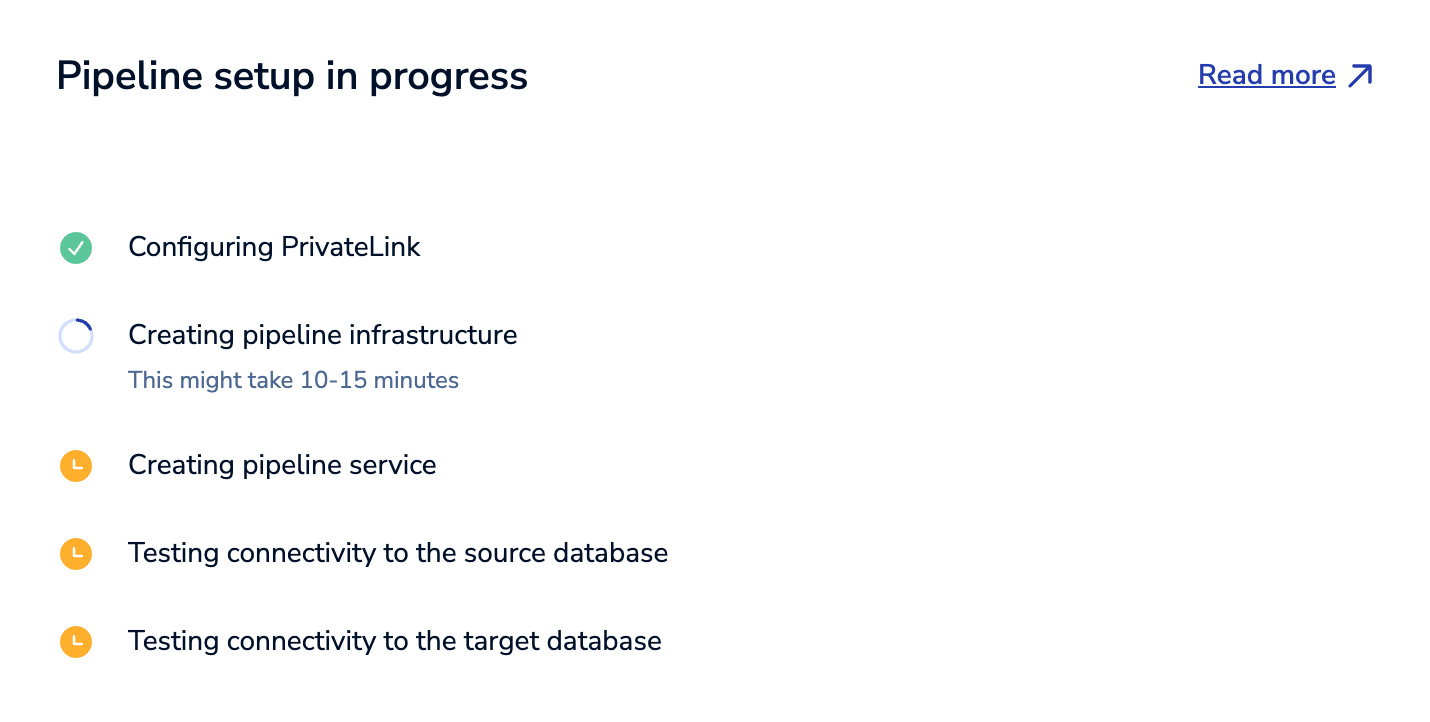 Pipeline setup in progress
Read more
Configuring PrivateLink
Creating pipeline infrastructure
This might take 10-15 minutes
Creating pipeline service
Testing connectivity to the source database
Testing connectivity to the target database